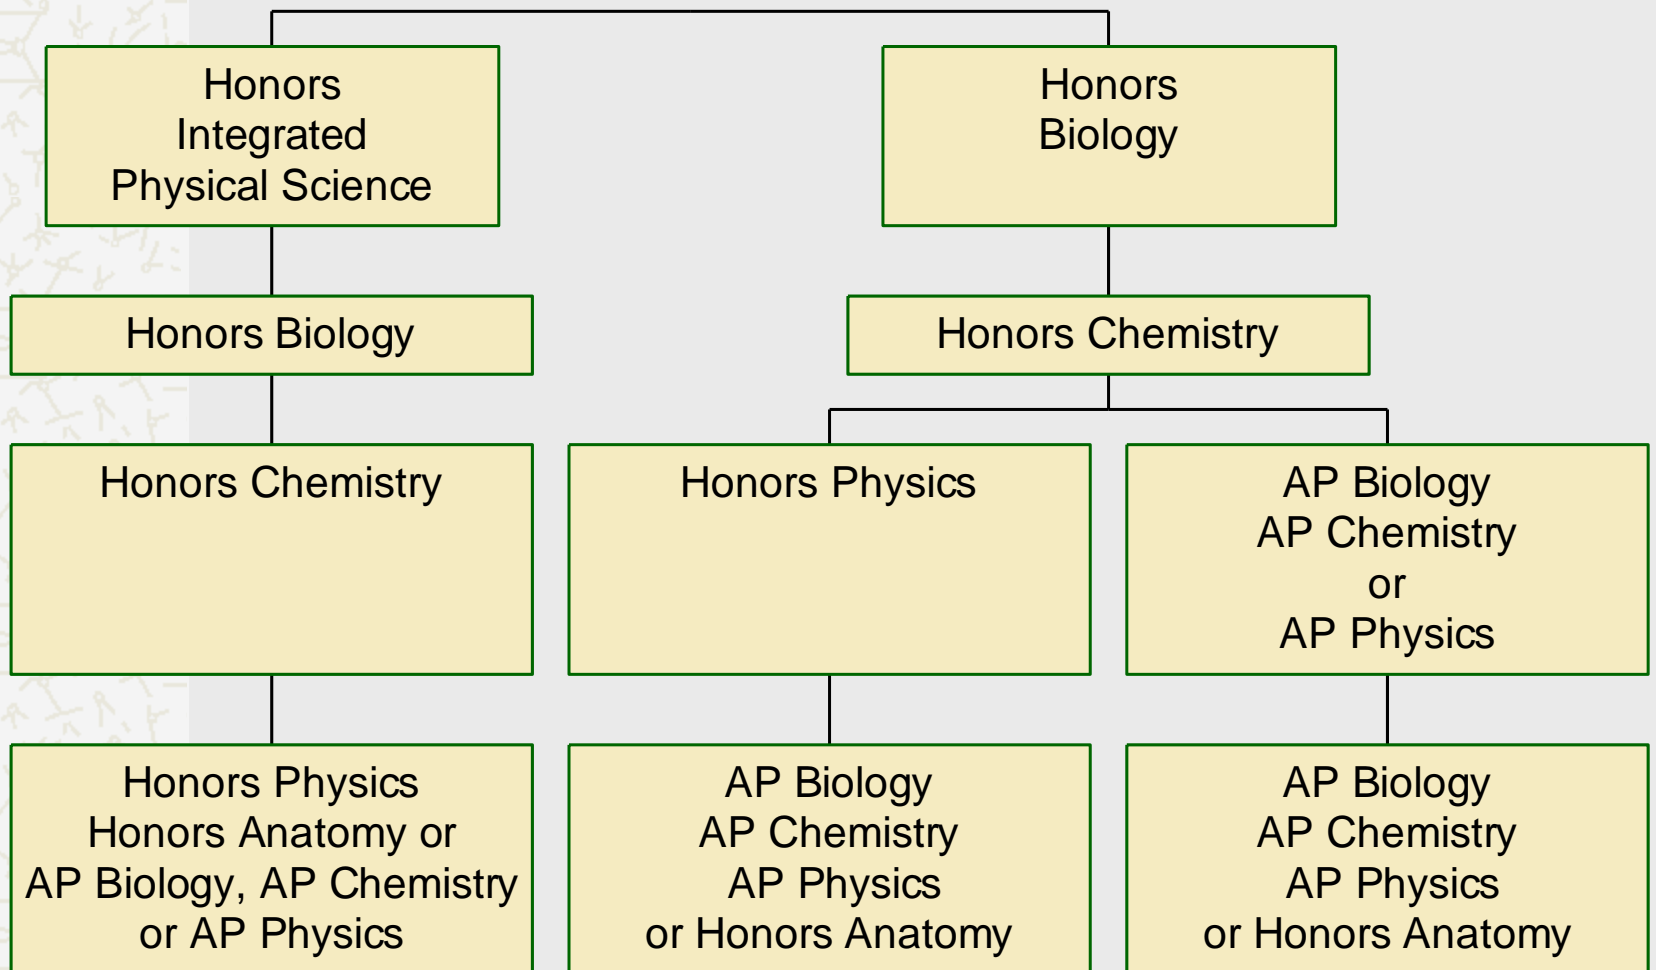 Honors
Integrated
Physical Science
Honors
Biology
Honors Biology
Honors Chemistry
Honors Chemistry
Honors Physics
AP Biology
AP Chemistry
or
AP Physics
Honors Physics
Honors Anatomy or
AP Biology, AP Chemistry
or AP Physics
AP Biology
AP Chemistry
AP Physics
or Honors Anatomy
AP Biology
AP Chemistry
AP Physics
or Honors Anatomy